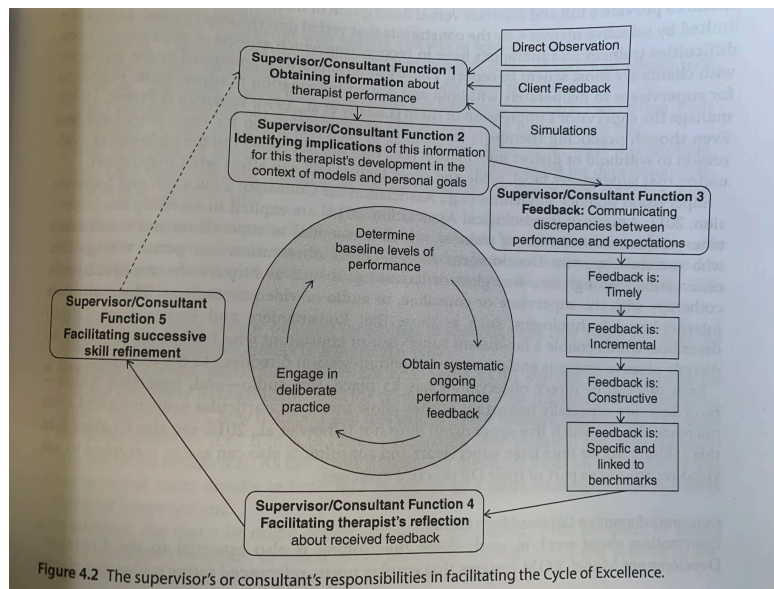 Direct Observation
Supervisor/Consultant Function 1
Obtaining information about
therapist performance
Client Feedback
Simulations
Supervisor/Consultant Function 2
Identifying implications of this information
for this therapist's development in the
context of models and personal goals
Supervisor/Consultant Function 3
Feedback: Communicating
discrepancies between
performance and expectations
Determine
baseline levels of
performance
Feedback is:
Timely
Supervisor/Consultant
Function 5
Facilitating successive
skill refinement
Feedback is:
Incremental
Engage in
deliberate
practice
Obtain systematic
ongoing
performance
feedback
Feedback is:
Constructive
Feedback is:
Specific and
linked to
benchmarks
Supervisor/Consultant Function 4
Facilitating therapist's reflection
about received feedback
Figure 4.2 The supervisor's or consultant's responsibilities in facilitating the Cycle of Excellence.